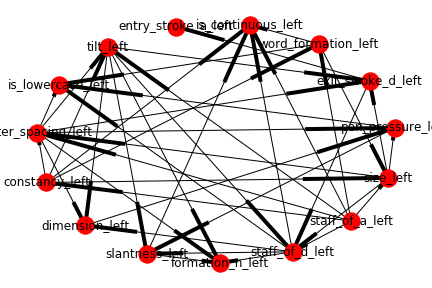 entry_stroke_a_left
is_continuous_left
word_formation_left
tilt_left
exit_stroke_d_left
is_lowercase_left
pen_pressure_left
letter_spacing_left
size_left
constancy_left
dimension_left
staff_of_a_left
slantness_left
staff_of_d_left
formation_n_left